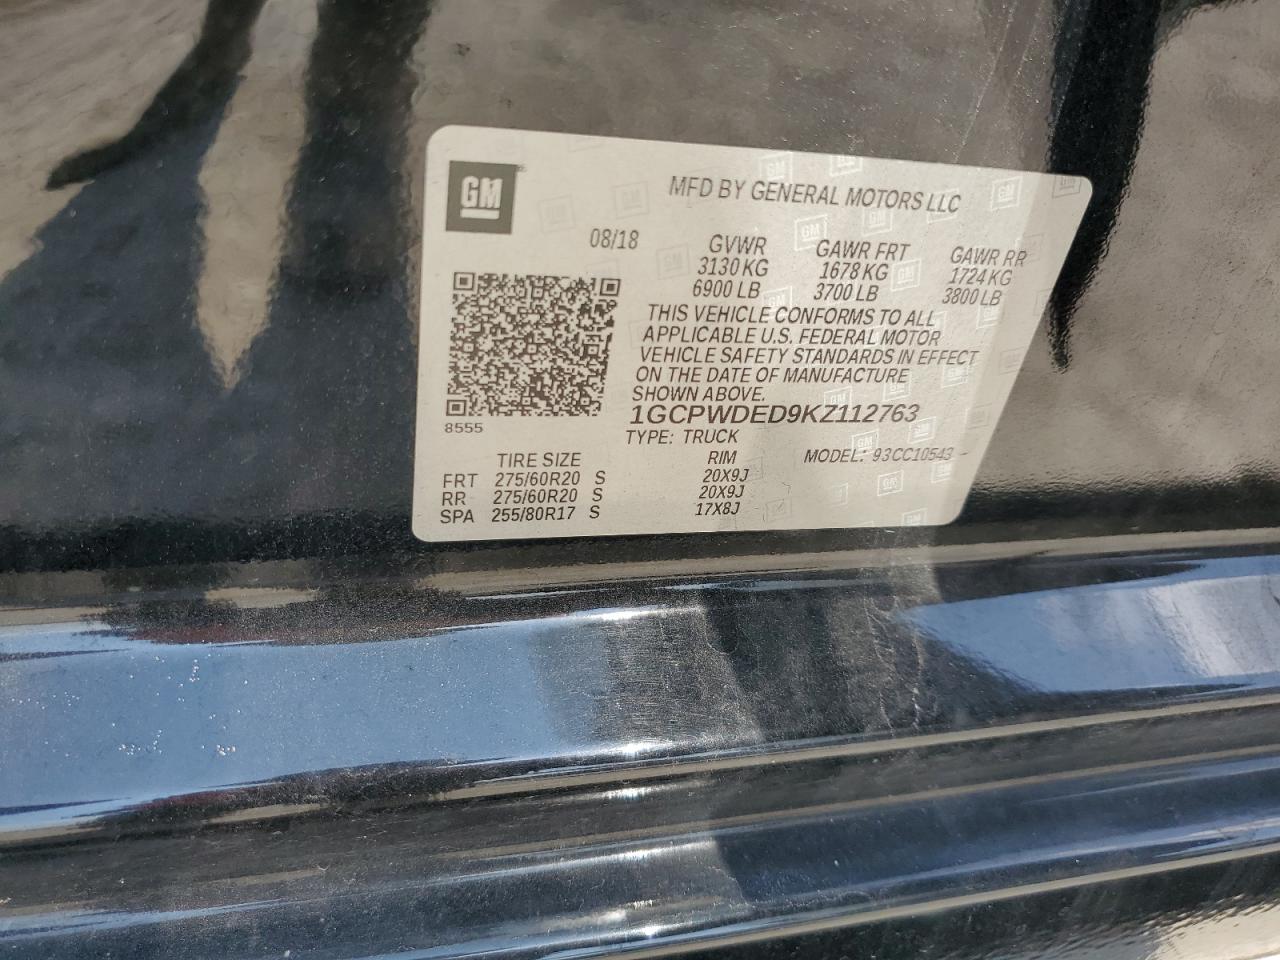 GM
MFD BY GENERAL MOTORS LLC
08/18 GVWR GAWR FRT GAWR RR
3130 KG 1678 KG 1724 KG
6900 LB 3700 LB 3800 LB
THIS VEHICLE CONFORMS TO ALL
APPLICABLE U.S. FEDERAL MOTOR
VEHICLE SAFETY STANDARDS IN EFFECT
ON THE DATE OF MANUFACTURE
SHOWN ABOVE.
1GCPWDED9KZ112763
8555
TYPE: TRUCK
TIRE SIZE RIM MODEL: 93CC10543
FRT 275/60R20 S 20X9J
RR 275/60R20 S 20X9J
SPA 255/80R17 S 17X8J